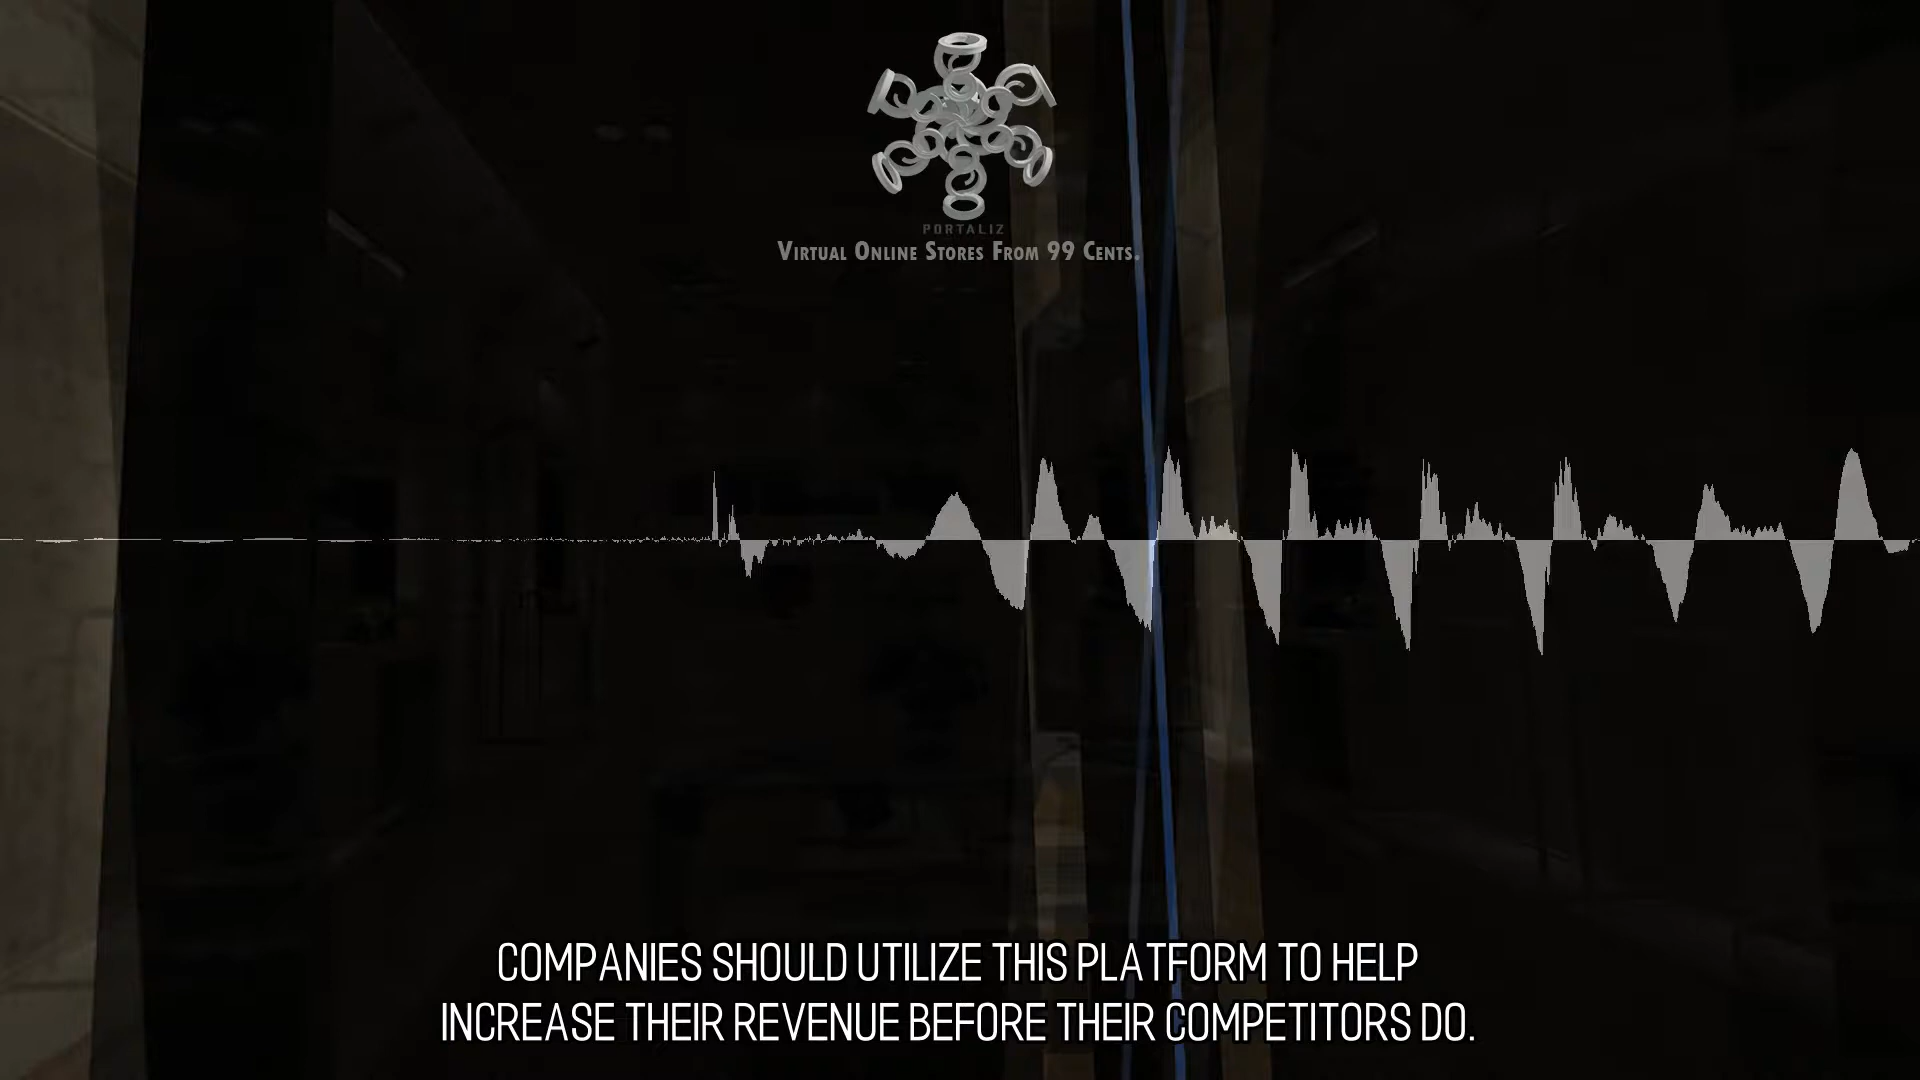 PORTALIZ
VIRTUAL ONLINE STORES FROM 99 CENTS.
COMPANIES SHOULD UTILIZE THIS PLATFORM TO HELP
INCREASE THEIR REVENUE BEFORE THEIR COMPETITORS DO.